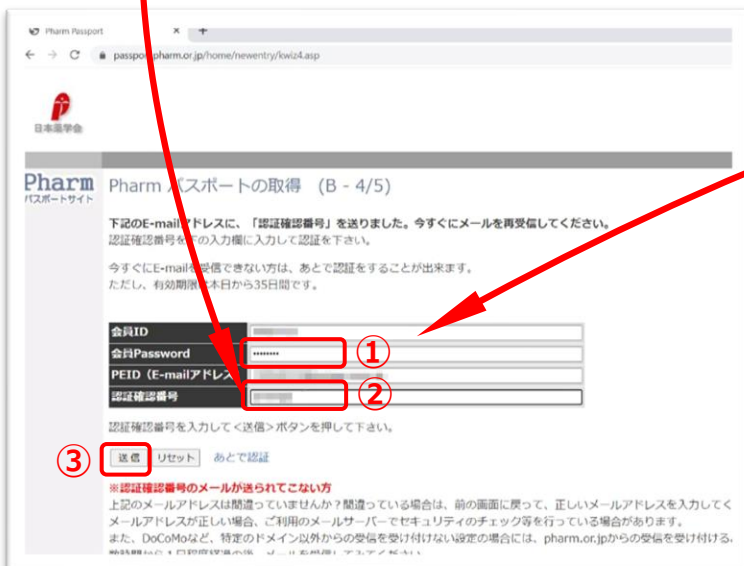 Pharm Passport
passport.pharm.or.jp/home/newentry/kwiz4.asp
日本薬学会
Pharm
パスポートサイト
Pharm パスポートの取得 (B - 4/5)
下記のE-mailアドレスに、「認証確認番号」を送りました。今すぐにメールを再受信してください。
認証確認番号を下の入力欄に入力して認証を下さい。
今すぐにE-mailを受信できない方は、あとで認証をすることが出来ます。
ただし、有効期限は本日から35日間です。
会員ID
会員Password ········ ①
PEID(E-mailアドレス
認証確認番号 ②
認証確認番号を入力して<送信>ボタンを押して下さい。
③ 送信 リセット あとで認証
※認証確認番号のメールが送られてこない方
上記のメールアドレスは間違っていませんか？間違っている場合は、前の画面に戻って、正しいメールアドレスを入力してく
メールアドレスが正しい場合、ご利用のメールサーバーでセキュリティのチェック等を行っている場合があります。
また、DoCoMoなど、特定のドメイン以外からの受信を受け付けない設定の場合には、pharm.or.jpからの受信を受け付ける、